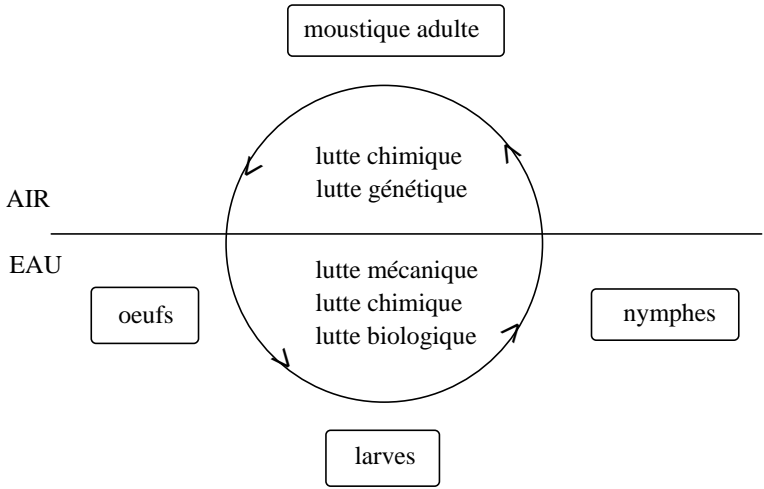 moustique adulte
lutte chimique
lutte génétique
AIR
EAU
lutte mécanique
lutte chimique
lutte biologique
oeufs
nymphes
larves